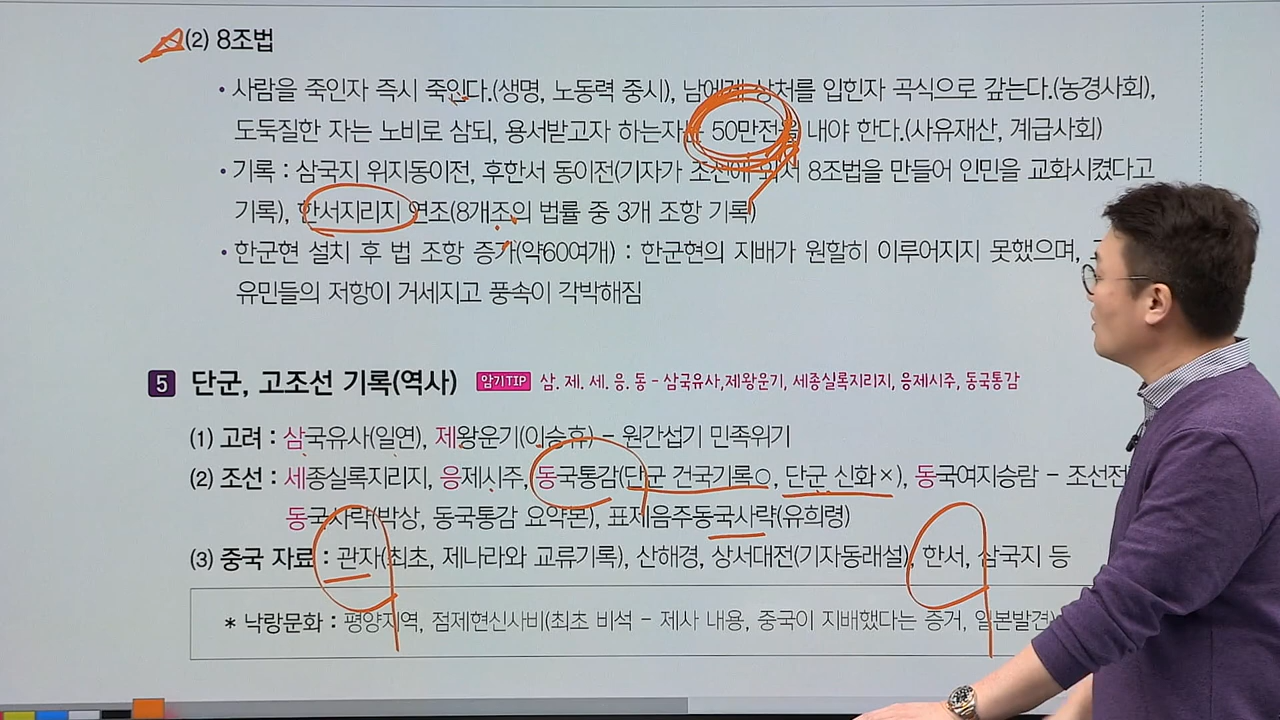 (2) 8조법
• 사람을 죽인자 즉시 죽인다.(생명, 노동력 중시), 남에게 상처를 입힌자 곡식으로 갚는다.(농경사회),
도둑질한 자는 노비로 삼되, 용서받고자 하는자는 50만전을 내야 한다.(사유재산, 계급사회)
• 기록 : 삼국지 위지동이전, 후한서 동이전(기자가 조선에 와서 8조법을 만들어 인민을 교화시켰다고
기록), 한서지리지 연조(8개조의 법률 중 3개 조항 기록)
• 한군현 설치 후 법 조항 증가(약60여개) : 한군현의 지배가 원할히 이루어지지 못했으며,
유민들의 저항이 거세지고 풍속이 각박해짐
5 단군, 고조선 기록(역사) 암기TIP 삼. 제. 세. 응. 동 - 삼국유사,제왕운기, 세종실록지리지, 응제시주, 동국통감
(1) 고려 : 삼국유사(일연), 제왕운기(이승휴) - 원간섭기 민족위기
(2) 조선 : 세종실록지리지, 응제시주, 동국통감(단군 건국기록○, 단군 신화×), 동국여지승람 - 조선전
동국사략(박상, 동국통감 요약본), 표제음주동국사략(유희령)
(3) 중국 자료 : 관자(최초, 제나라와 교류기록), 산해경, 상서대전(기자동래설), 한서, 삼국지 등
* 낙랑문화 : 평양지역, 점제현신사비(최초 비석 - 제사 내용, 중국이 지배했다는 증거, 일본발견)